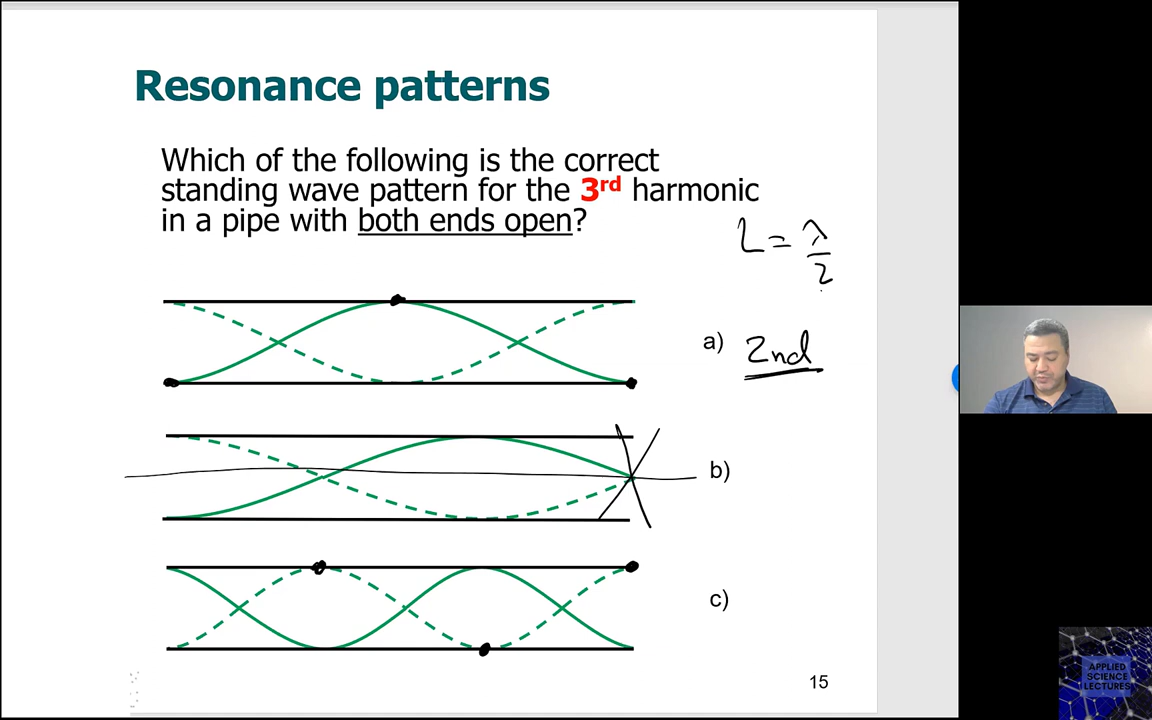 Resonance patterns
Which of the following is the correct
standing wave pattern for the 3rd harmonic
in a pipe with both ends open?
L = λ/2
a) 2nd
b)
c)
15
APPLIED
SCIENCE
LECTURES